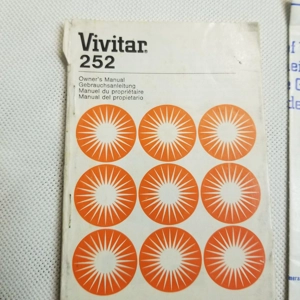 Vivitar®
252
Owner's Manual
Gebrauchsanleitung
Manuel du propriétaire
Manual del propietario